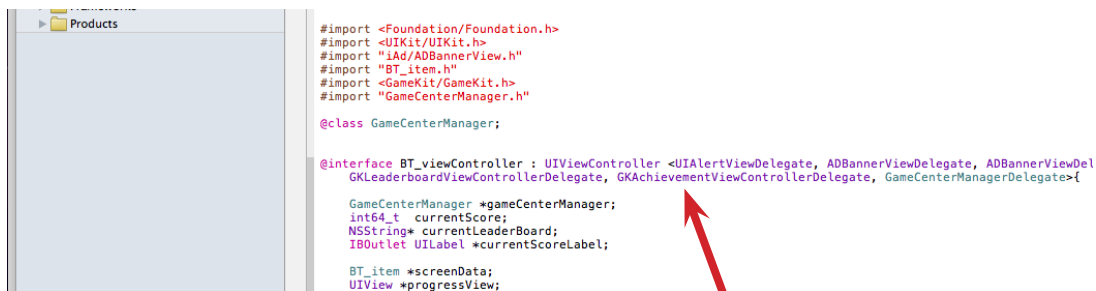 Products
#import <Foundation/Foundation.h>
#import <UIKit/UIKit.h>
#import "iAd/ADBannerView.h"
#import "BT_item.h"
#import <GameKit/GameKit.h>
#import "GameCenterManager.h"
@class GameCenterManager;
@interface BT_viewController : UIViewController <UIAlertViewDelegate, ADBannerViewDelegate, ADBannerViewDel
GKLeaderboardViewControllerDelegate, GKAchievementViewControllerDelegate, GameCenterManagerDelegate>{
GameCenterManager *gameCenterManager;
int64_t currentScore;
NSString* currentLeaderBoard;
IBOutlet UILabel *currentScoreLabel;
BT_item *screenData;
UIView *progressView;